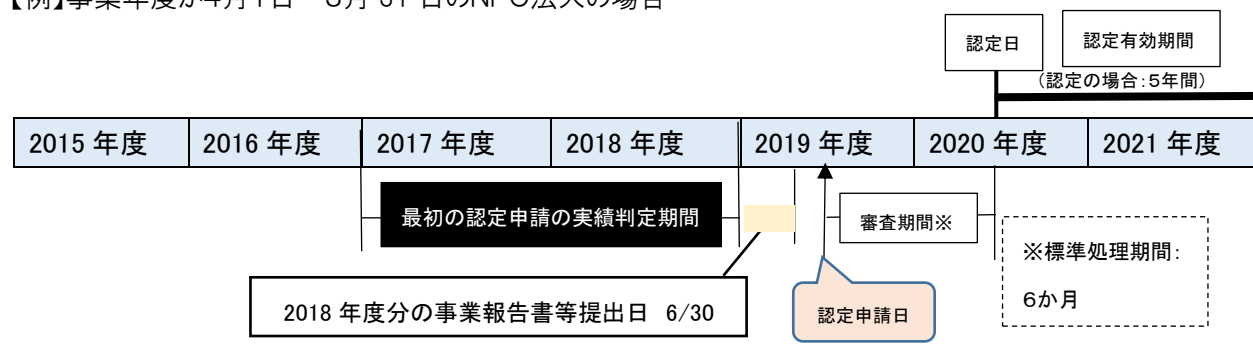 【例】事業年度が4月1日～3月31日のNPO法人の場合
認定日
認定有効期間
（認定の場合：５年間）
2015 年度
2016 年度
2017 年度
2018 年度
2019 年度
2020 年度
2021 年度
最初の認定申請の実績判定期間
審査期間※
※標準処理期間：
６か月
2018 年度分の事業報告書等提出日 6/30
認定申請日